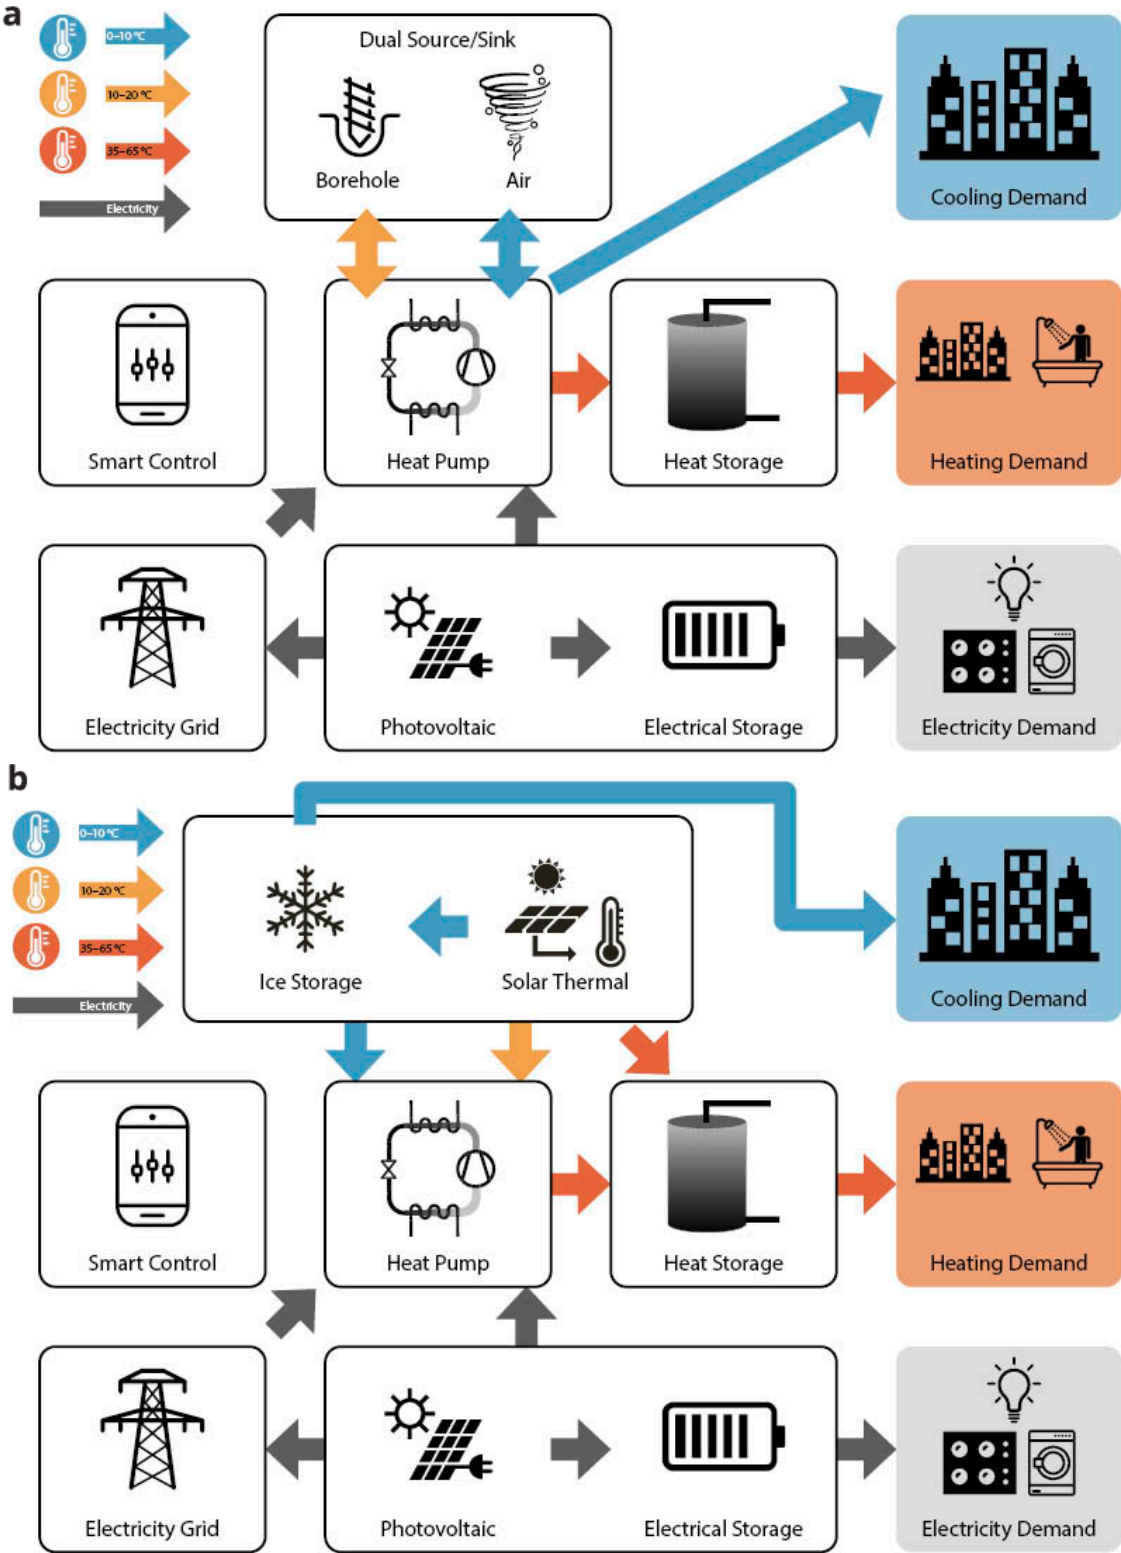 a
0–10 °C
10–20 °C
35–65 °C
Electricity
Dual Source/Sink
Borehole
Air
Cooling Demand
Smart Control
Heat Pump
Heat Storage
Heating Demand
Electricity Grid
Photovoltaic
Electrical Storage
Electricity Demand
b
0–10 °C
10–20 °C
35–65 °C
Electricity
Ice Storage
Solar Thermal
Cooling Demand
Smart Control
Heat Pump
Heat Storage
Heating Demand
Electricity Grid
Photovoltaic
Electrical Storage
Electricity Demand